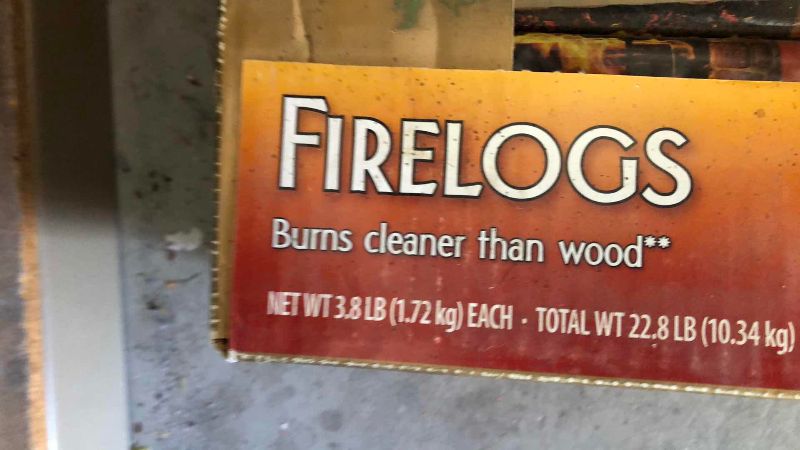 FIRELOGS
Burns cleaner than wood**
NET WT 3.8 LB (1.72 kg) EACH · TOTAL WT 22.8 LB (10.34 kg)